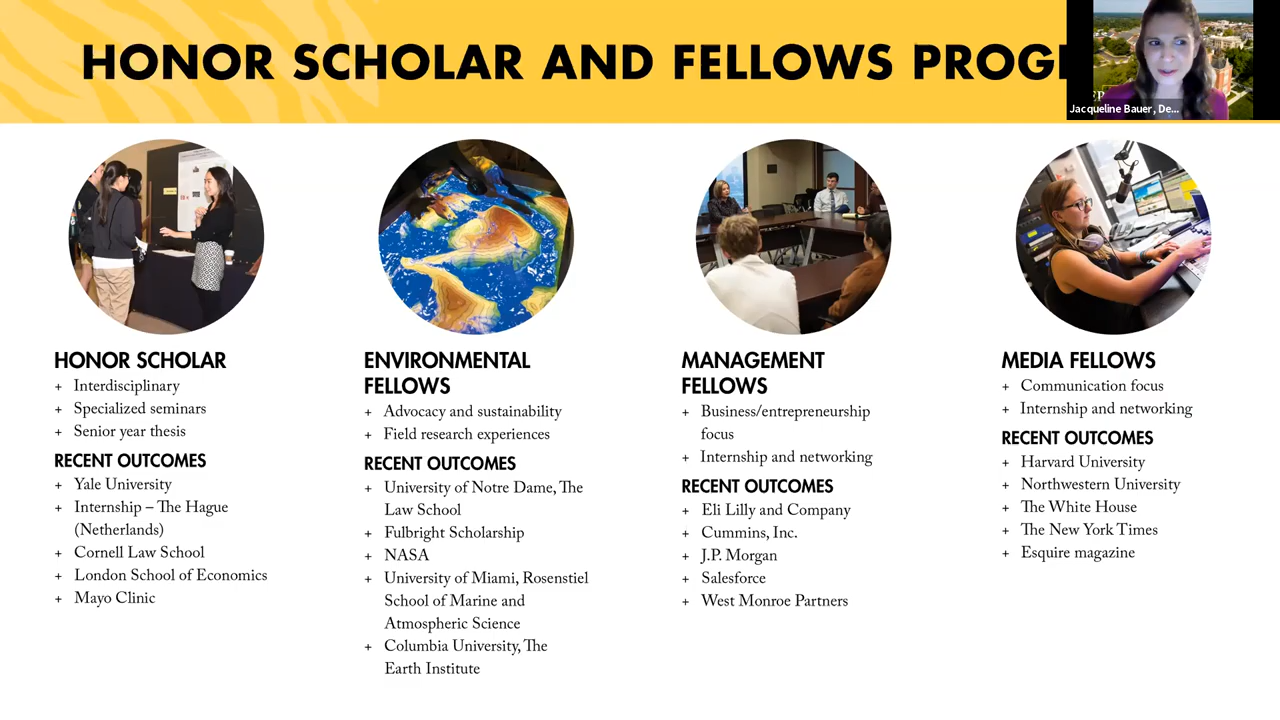 HONOR SCHOLAR AND FELLOWS
Jacqueline Bauer, De...
HONOR SCHOLAR
+ Interdisciplinary
+ Specialized seminars
+ Senior year thesis
RECENT OUTCOMES
+ Yale University
+ Internship – The Hague
(Netherlands)
+ Cornell Law School
+ London School of Economics
+ Mayo Clinic
ENVIRONMENTAL
FELLOWS
+ Advocacy and sustainability
+ Field research experiences
RECENT OUTCOMES
+ University of Notre Dame, The
Law School
+ Fulbright Scholarship
+ NASA
+ University of Miami, Rosenstiel
School of Marine and
Atmospheric Science
+ Columbia University, The
Earth Institute
MANAGEMENT
FELLOWS
+ Business/entrepreneurship
focus
+ Internship and networking
RECENT OUTCOMES
+ Eli Lilly and Company
+ Cummins, Inc.
+ J.P. Morgan
+ Salesforce
+ West Monroe Partners
MEDIA FELLOWS
+ Communication focus
+ Internship and networking
RECENT OUTCOMES
+ Harvard University
+ Northwestern University
+ The White House
+ The New York Times
+ Esquire magazine